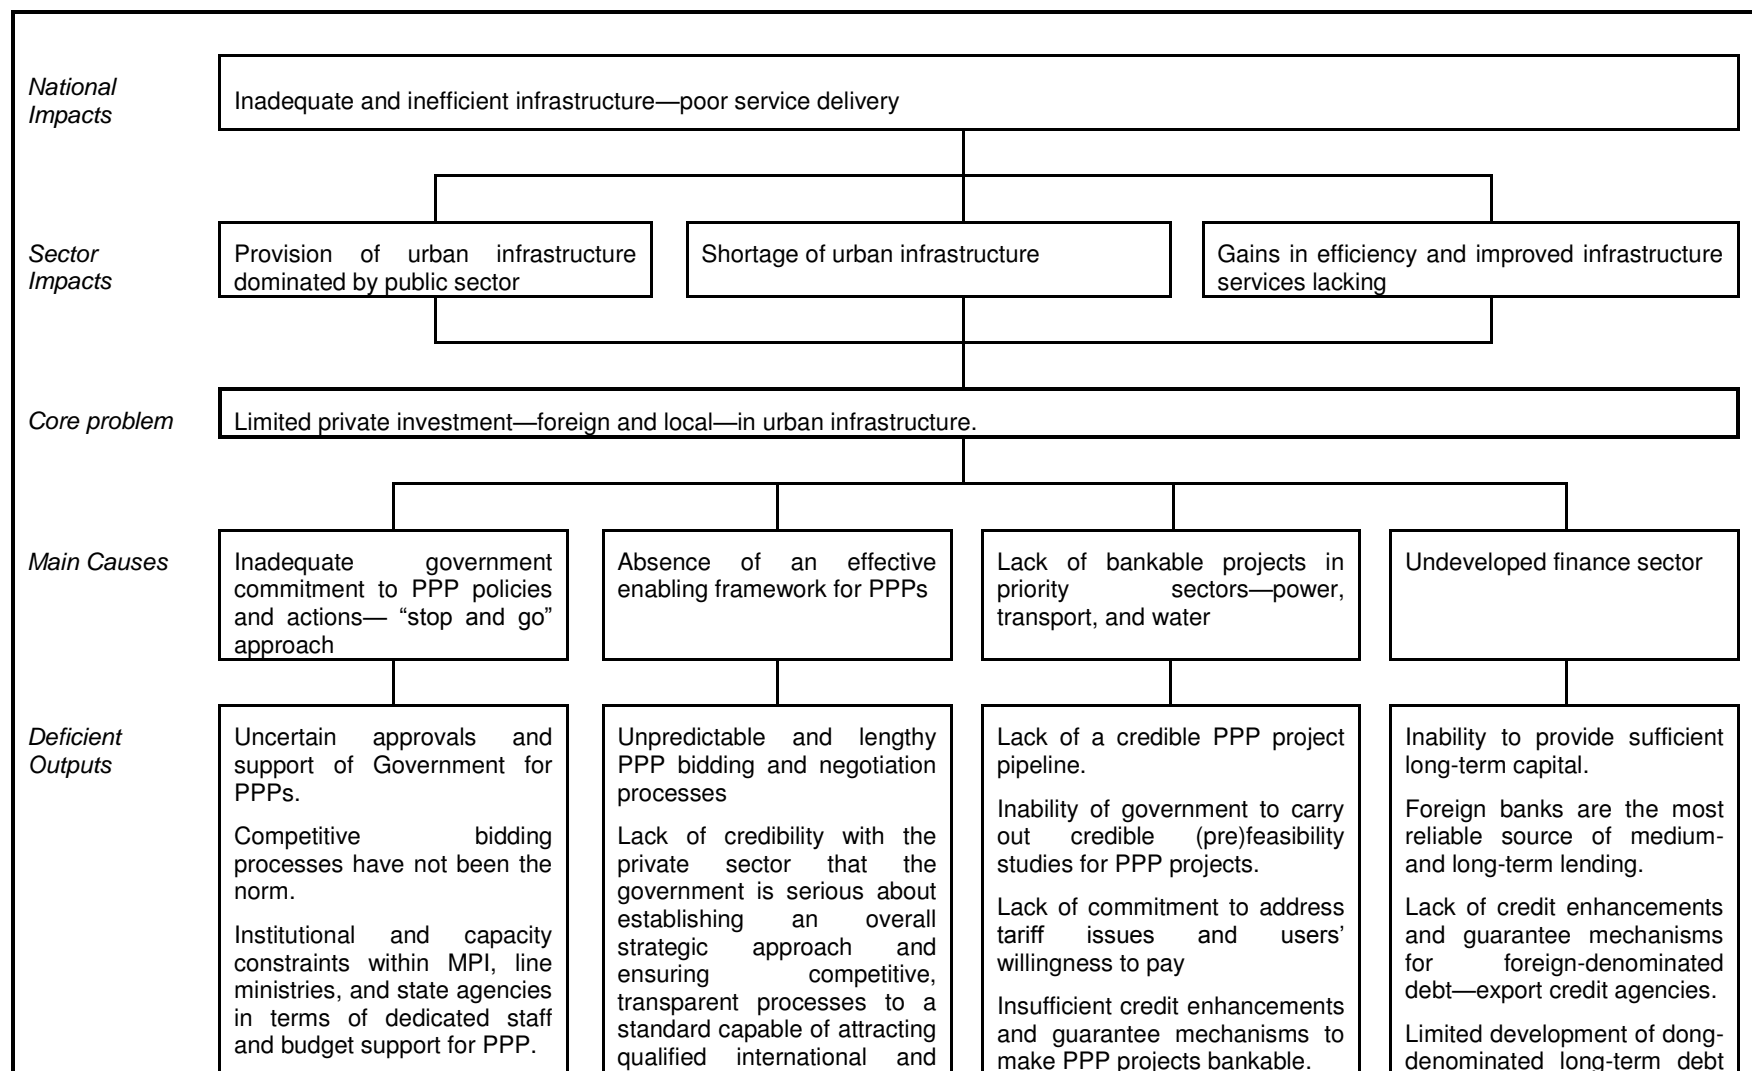 National
Impacts
Inadequate and inefficient infrastructure—poor service delivery
Sector
Impacts
Provision of urban infrastructure
dominated by public sector
Shortage of urban infrastructure
Gains in efficiency and improved infrastructure
services lacking
Core problem
Limited private investment—foreign and local—in urban infrastructure.
Main Causes
Inadequate government
commitment to PPP policies
and actions— “stop and go”
approach
Absence of an effective
enabling framework for PPPs
Lack of bankable projects in
priority sectors—power,
transport, and water
Undeveloped finance sector
Deficient
Outputs
Uncertain approvals and
support of Government for
PPPs.
Competitive bidding
processes have not been the
norm.
Institutional and capacity
constraints within MPI, line
ministries, and state agencies
in terms of dedicated staff
and budget support for PPP.
Unpredictable and lengthy
PPP bidding and negotiation
processes
Lack of credibility with the
private sector that the
government is serious about
establishing an overall
strategic approach and
ensuring competitive,
transparent processes to a
standard capable of attracting
qualified international and
Lack of a credible PPP project
pipeline.
Inability of government to carry
out credible (pre)feasibility
studies for PPP projects.
Lack of commitment to address
tariff issues and users’
willingness to pay
Insufficient credit enhancements
and guarantee mechanisms to
make PPP projects bankable.
Inability to provide sufficient
long-term capital.
Foreign banks are the most
reliable source of medium-
and long-term lending.
Lack of credit enhancements
and guarantee mechanisms
for foreign-denominated
debt—export credit agencies.
Limited development of dong-
denominated long-term debt